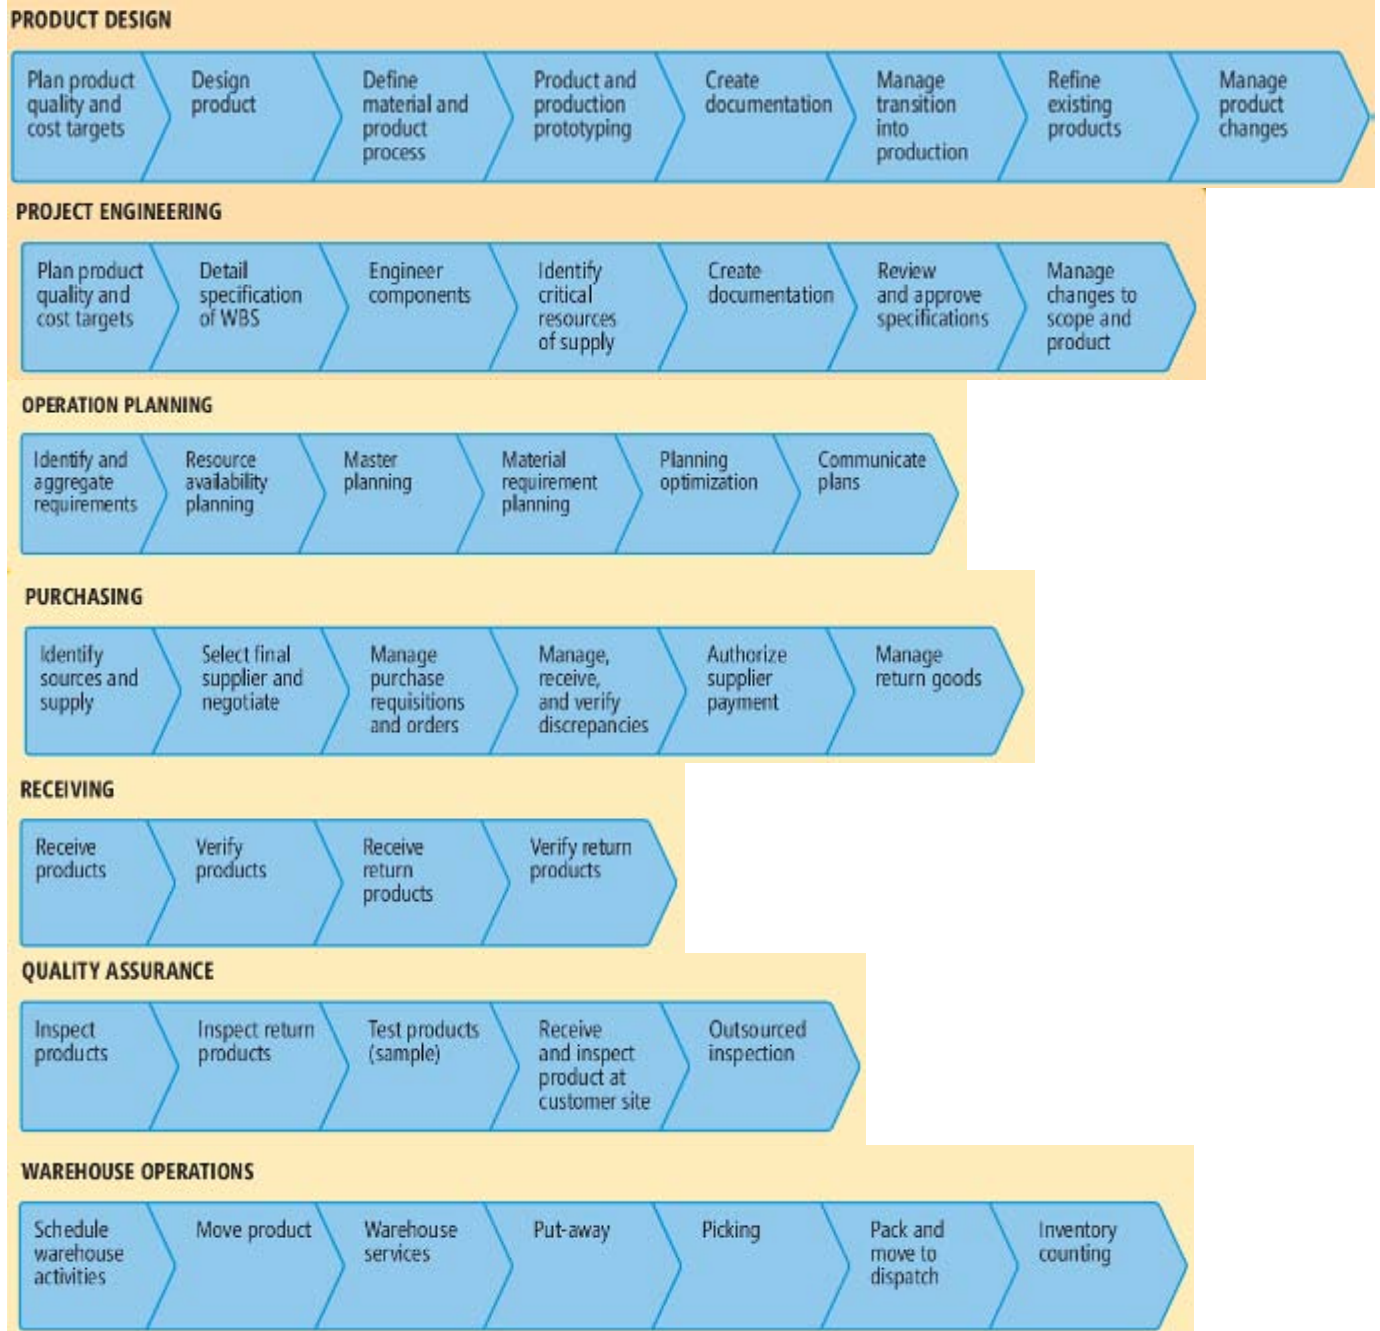 PRODUCT DESIGN
Plan product
quality and
cost targets
Design
product
Define
material and
product
process
Product and
production
prototyping
Create
documentation
Manage
transition
into
production
Refine
existing
products
Manage
product
changes
PROJECT ENGINEERING
Plan product
quality and
cost targets
Detail
specification
of WBS
Engineer
components
Identify
critical
resources
of supply
Create
documentation
Review
and approve
specifications
Manage
changes to
scope and
product
OPERATION PLANNING
Identify and
aggregate
requirements
Resource
availability
planning
Master
planning
Material
requirement
planning
Planning
optimization
Communicate
plans
PURCHASING
Identify
sources and
supply
Select final
supplier and
negotiate
Manage
purchase
requisitions
and orders
Manage,
receive,
and verify
discrepancies
Authorize
supplier
payment
Manage
return goods
RECEIVING
Receive
products
Verify
products
Receive
return
products
Verify return
products
QUALITY ASSURANCE
Inspect
products
Inspect return
products
Test products
(sample)
Receive
and inspect
product at
customer site
Outsourced
inspection
WAREHOUSE OPERATIONS
Schedule
warehouse
activities
Move product
Warehouse
services
Put-away
Picking
Pack and
move to
dispatch
Inventory
counting